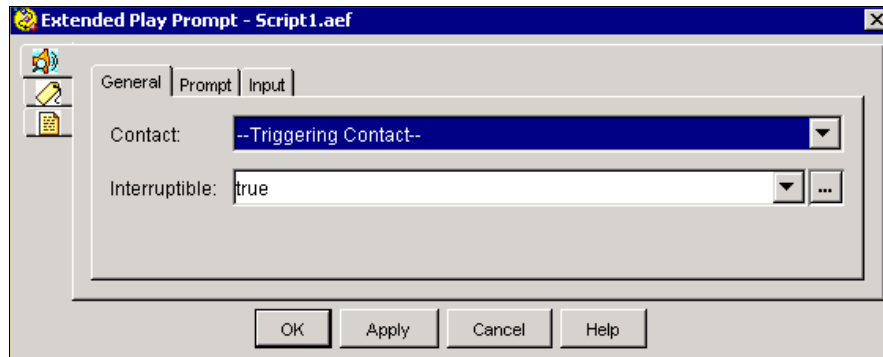 Extended Play Prompt - Script1.aef
General Prompt Input
Contact: --Triggering Contact--
Interruptible: true ...
OK Apply Cancel Help